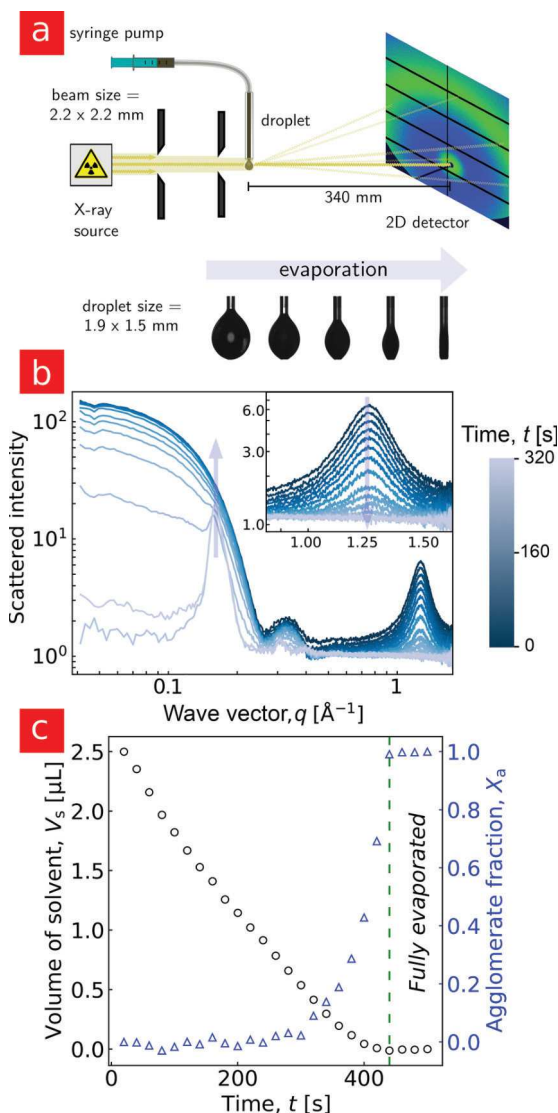 a
syringe pump
beam size =
2.2 x 2.2 mm
droplet
X-ray
source
340 mm
2D detector
evaporation
droplet size =
1.9 x 1.5 mm
b
Scattered intensity
10² 10¹ 10⁰
0.1 1
Wave vector, q [Å⁻¹]
6.0 3.0 1.0
1.00 1.25 1.50
Time, t [s]
320
160
0
c
Volume of solvent, Vₛ [µL]
2.5
2.0
1.5
1.0
0.5
0.0
0 200 400
Time, t [s]
Fully evaporated
1.0
0.8
0.6
0.4
0.2
0.0
Agglomerate fraction, Xₐ